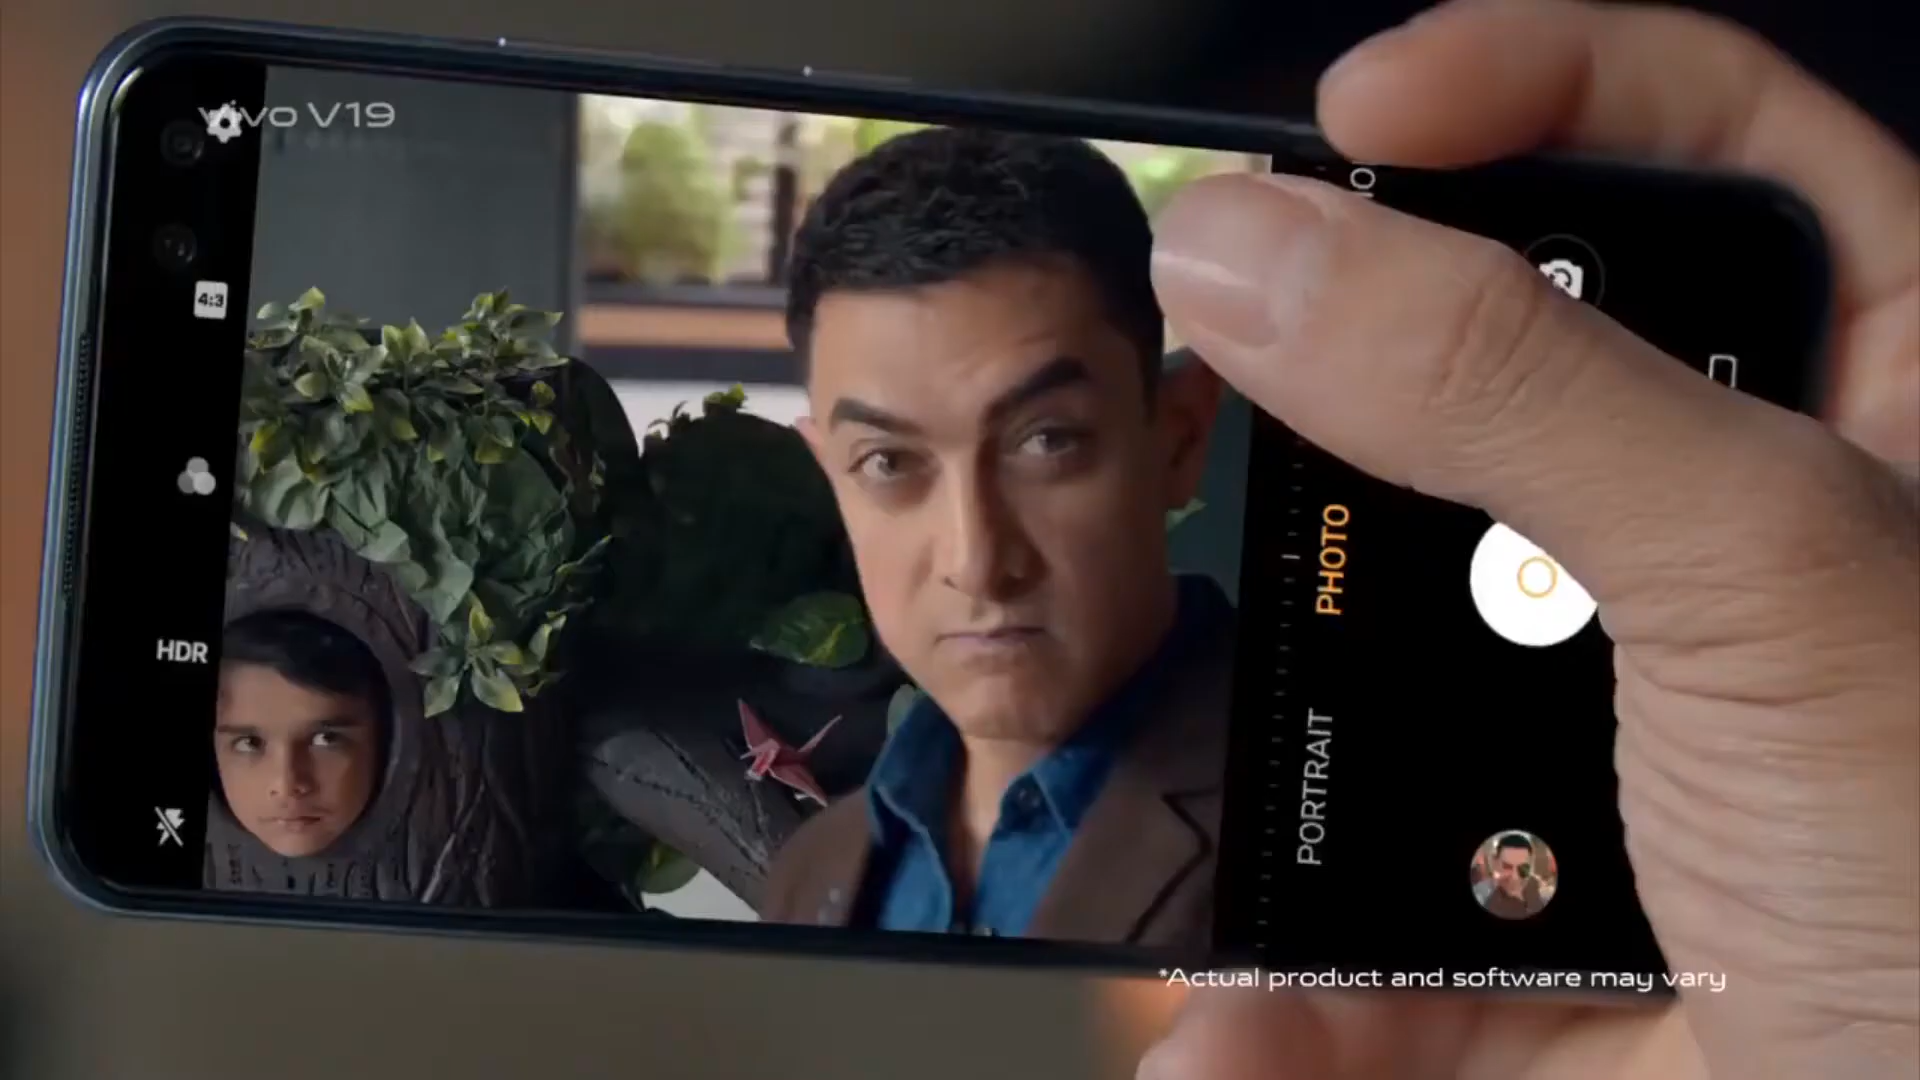 vivo V19
4:3
HDR
PHOTO
PORTRAIT
*Actual product and software may vary